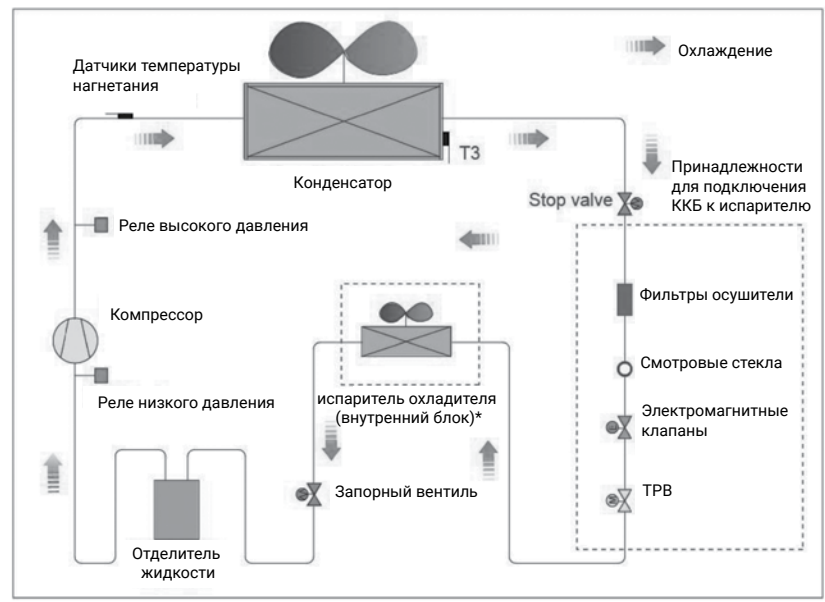 Охлаждение
Датчики температуры
нагнетания
T3
Конденсатор
Принадлежности
для подключения
ККБ к испарителю
Stop valve
Реле высокого давления
Фильтры осушители
Компрессор
Смотровые стекла
Реле низкого давления
испаритель охладителя
(внутренний блок)*
Электромагнитные
клапаны
Запорный вентиль
ТРВ
Отделитель
жидкости